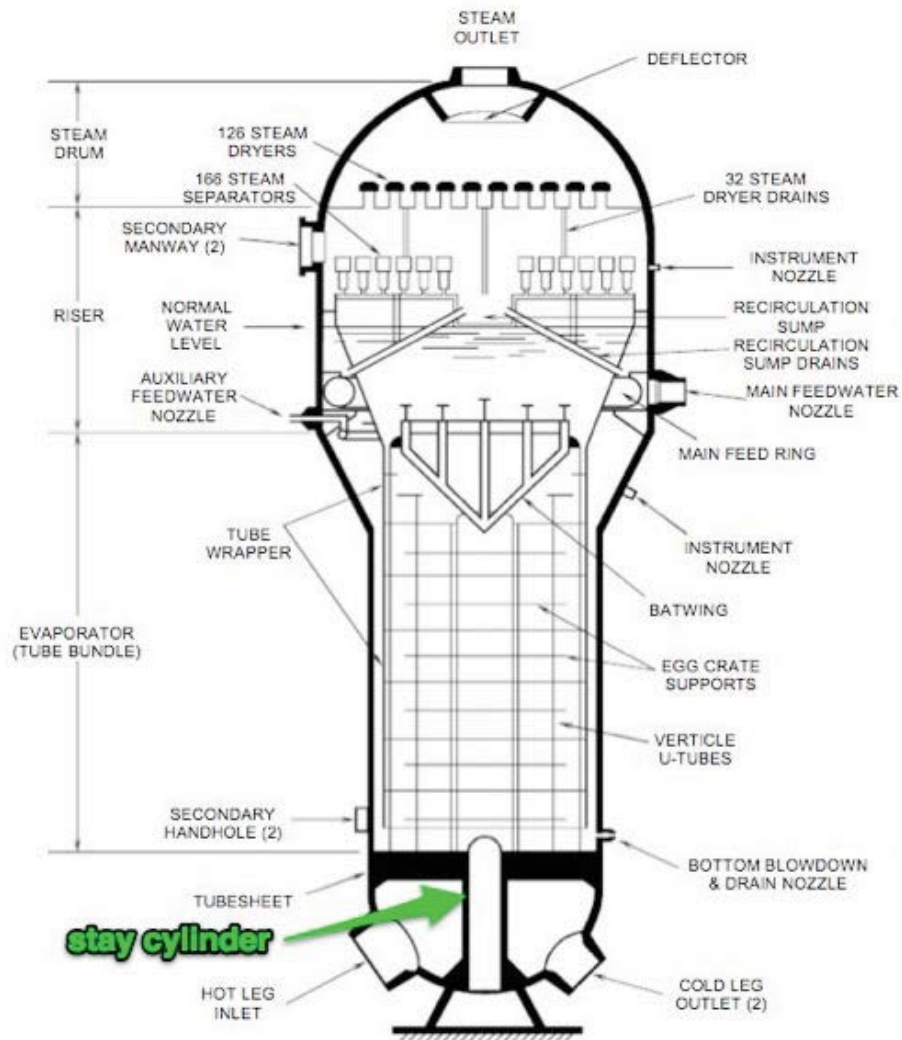 STEAM
OUTLET
DEFLECTOR
STEAM
DRUM
126 STEAM
DRYERS
166 STEAM
SEPARATORS
32 STEAM
DRYER DRAINS
SECONDARY
MANWAY (2)
INSTRUMENT
NOZZLE
RISER
NORMAL
WATER
LEVEL
RECIRCULATION
SUMP
RECIRCULATION
SUMP DRAINS
AUXILIARY
FEEDWATER
NOZZLE
MAIN FEEDWATER
NOZZLE
MAIN FEED RING
TUBE
WRAPPER
INSTRUMENT
NOZZLE
BATWING
EVAPORATOR
(TUBE BUNDLE)
EGG CRATE
SUPPORTS
VERTICLE
U-TUBES
SECONDARY
HANDHOLE (2)
BOTTOM BLOWDOWN
& DRAIN NOZZLE
TUBESHEET
stay cylinder
HOT LEG
INLET
COLD LEG
OUTLET (2)